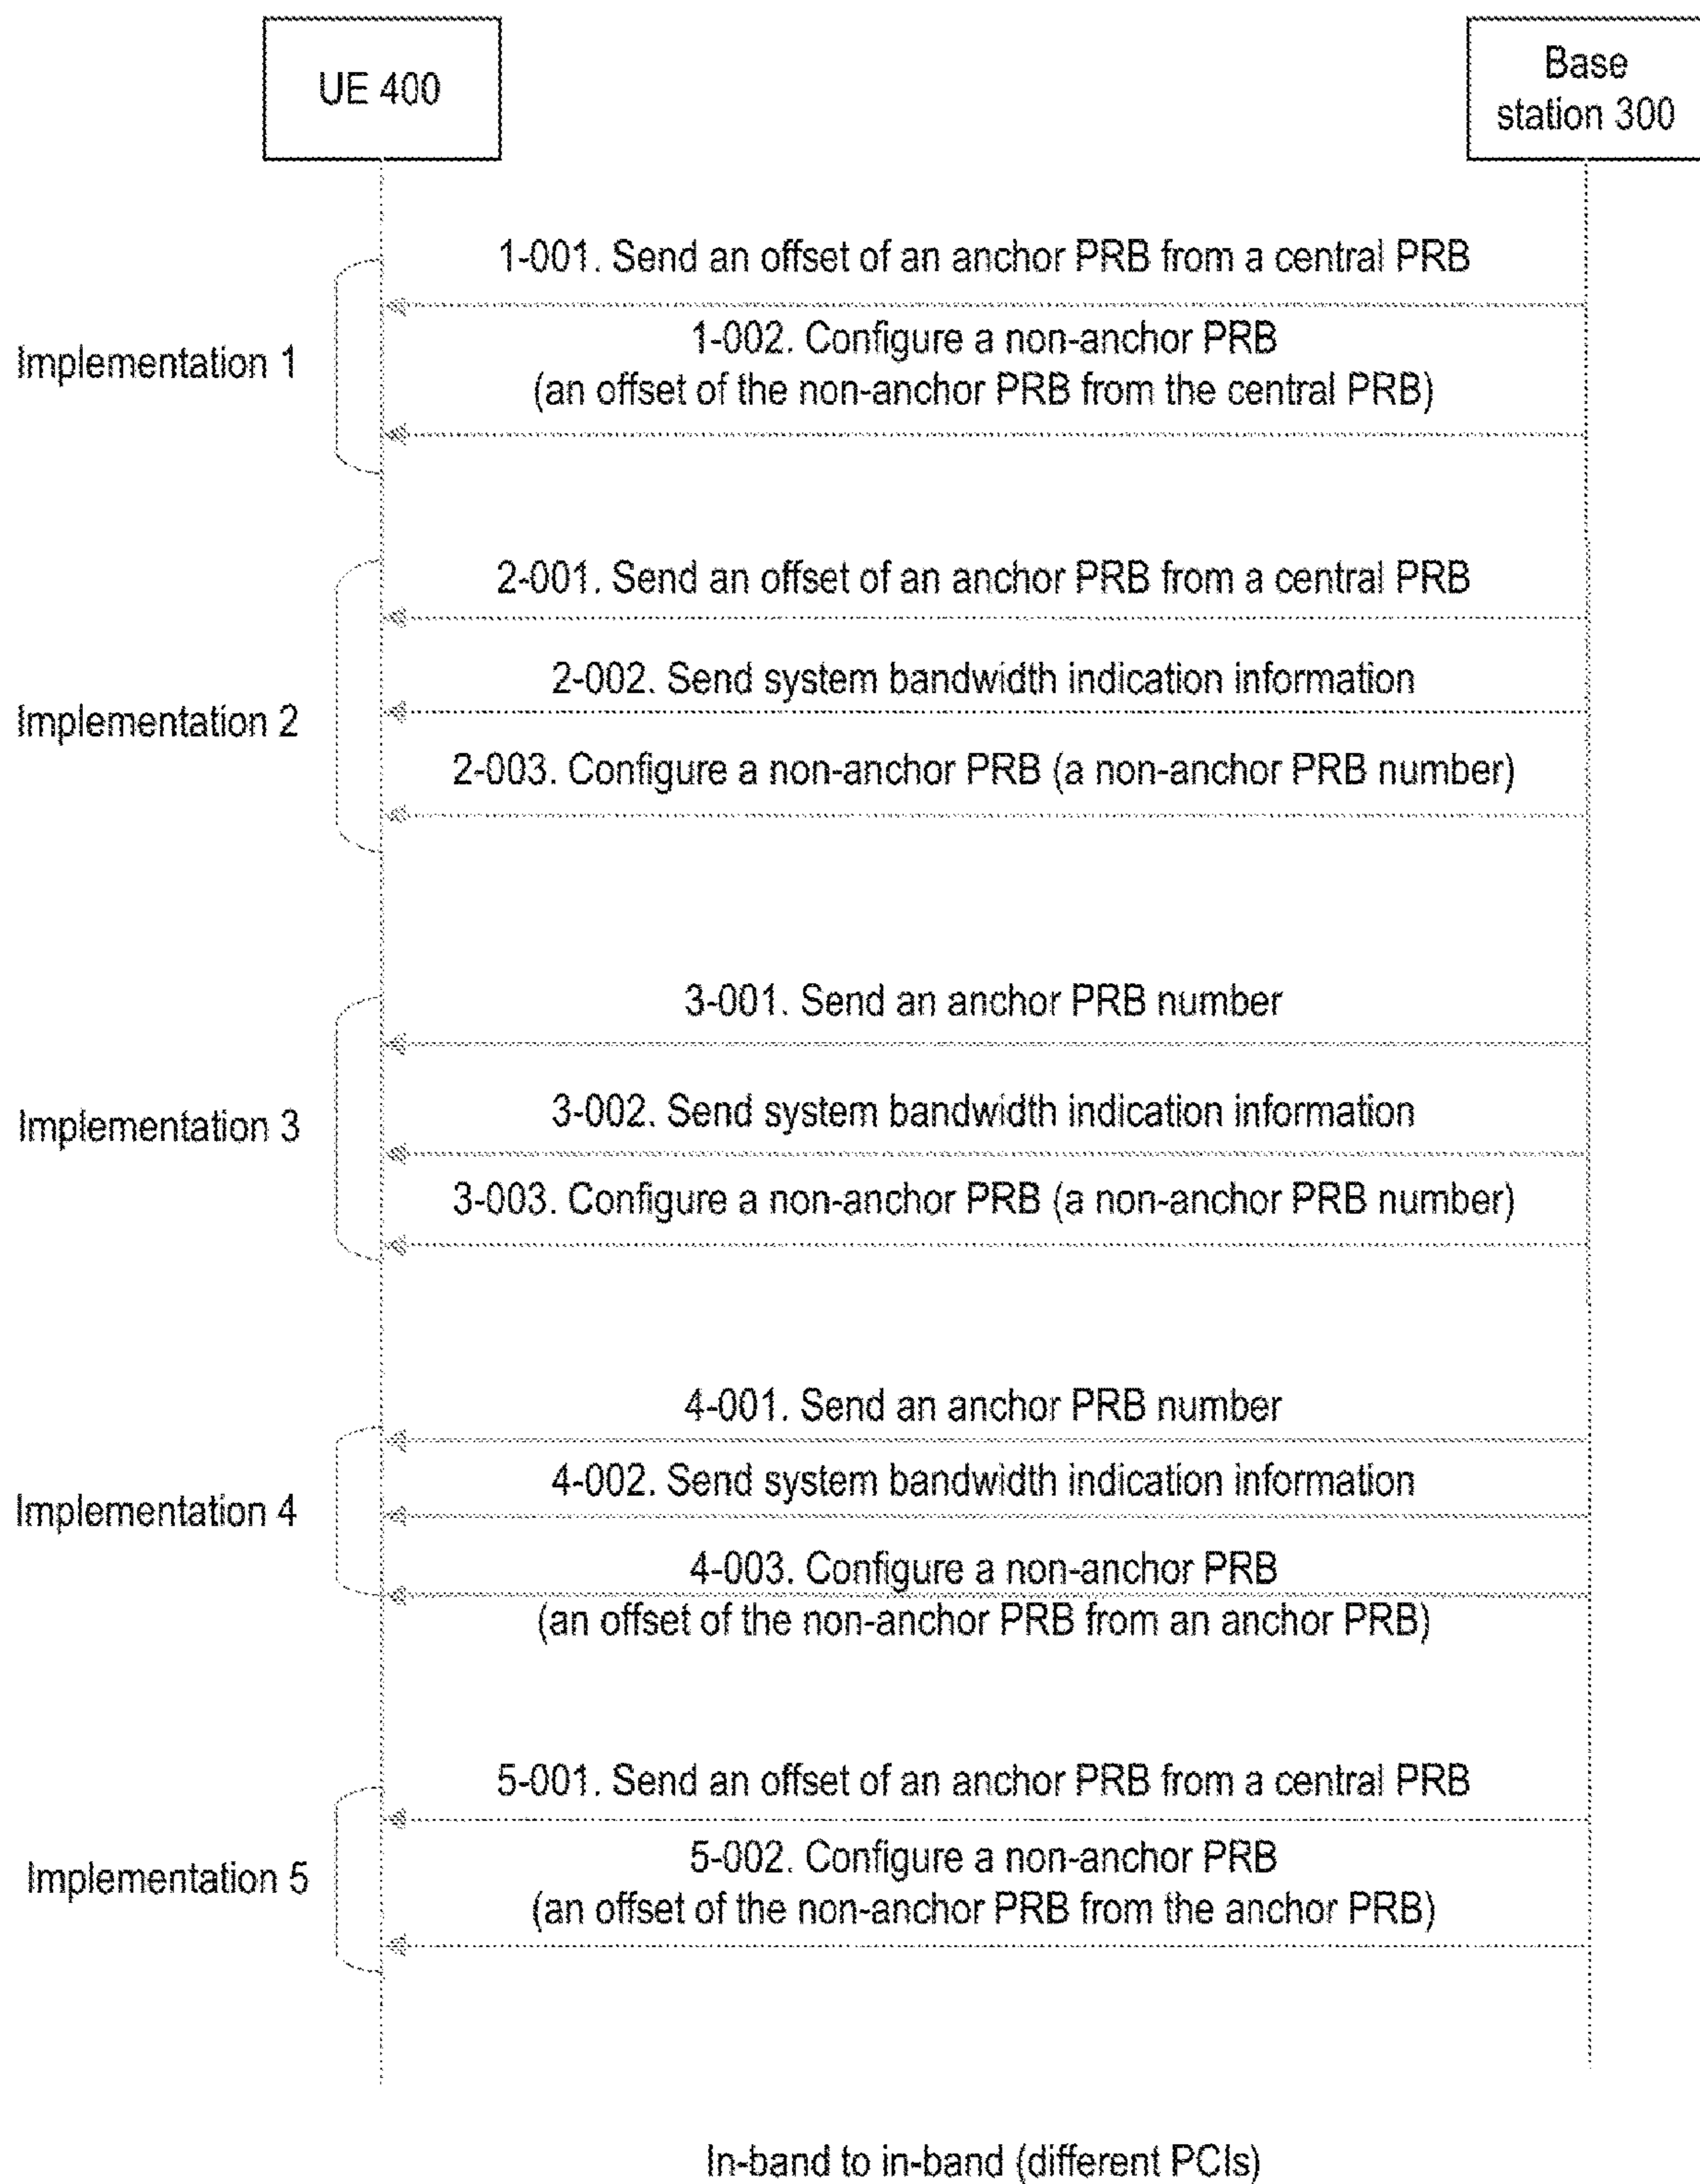 UE 400
Base
station 300
1-001. Send an offset of an anchor PRB from a central PRB
1-002. Configure a non-anchor PRB
(an offset of the non-anchor PRB from the central PRB)
Implementation 1
2-001. Send an offset of an anchor PRB from a central PRB
2-002. Send system bandwidth indication information
Implementation 2
2-003. Configure a non-anchor PRB (a non-anchor PRB number)
3-001. Send an anchor PRB number
3-002. Send system bandwidth indication information
Implementation 3
3-003. Configure a non-anchor PRB (a non-anchor PRB number)
4-001. Send an anchor PRB number
4-002. Send system bandwidth indication information
Implementation 4
4-003. Configure a non-anchor PRB
(an offset of the non-anchor PRB from an anchor PRB)
5-001. Send an offset of an anchor PRB from a central PRB
5-002. Configure a non-anchor PRB
Implementation 5
(an offset of the non-anchor PRB from the anchor PRB)
In-band to in-band (different PCIs)